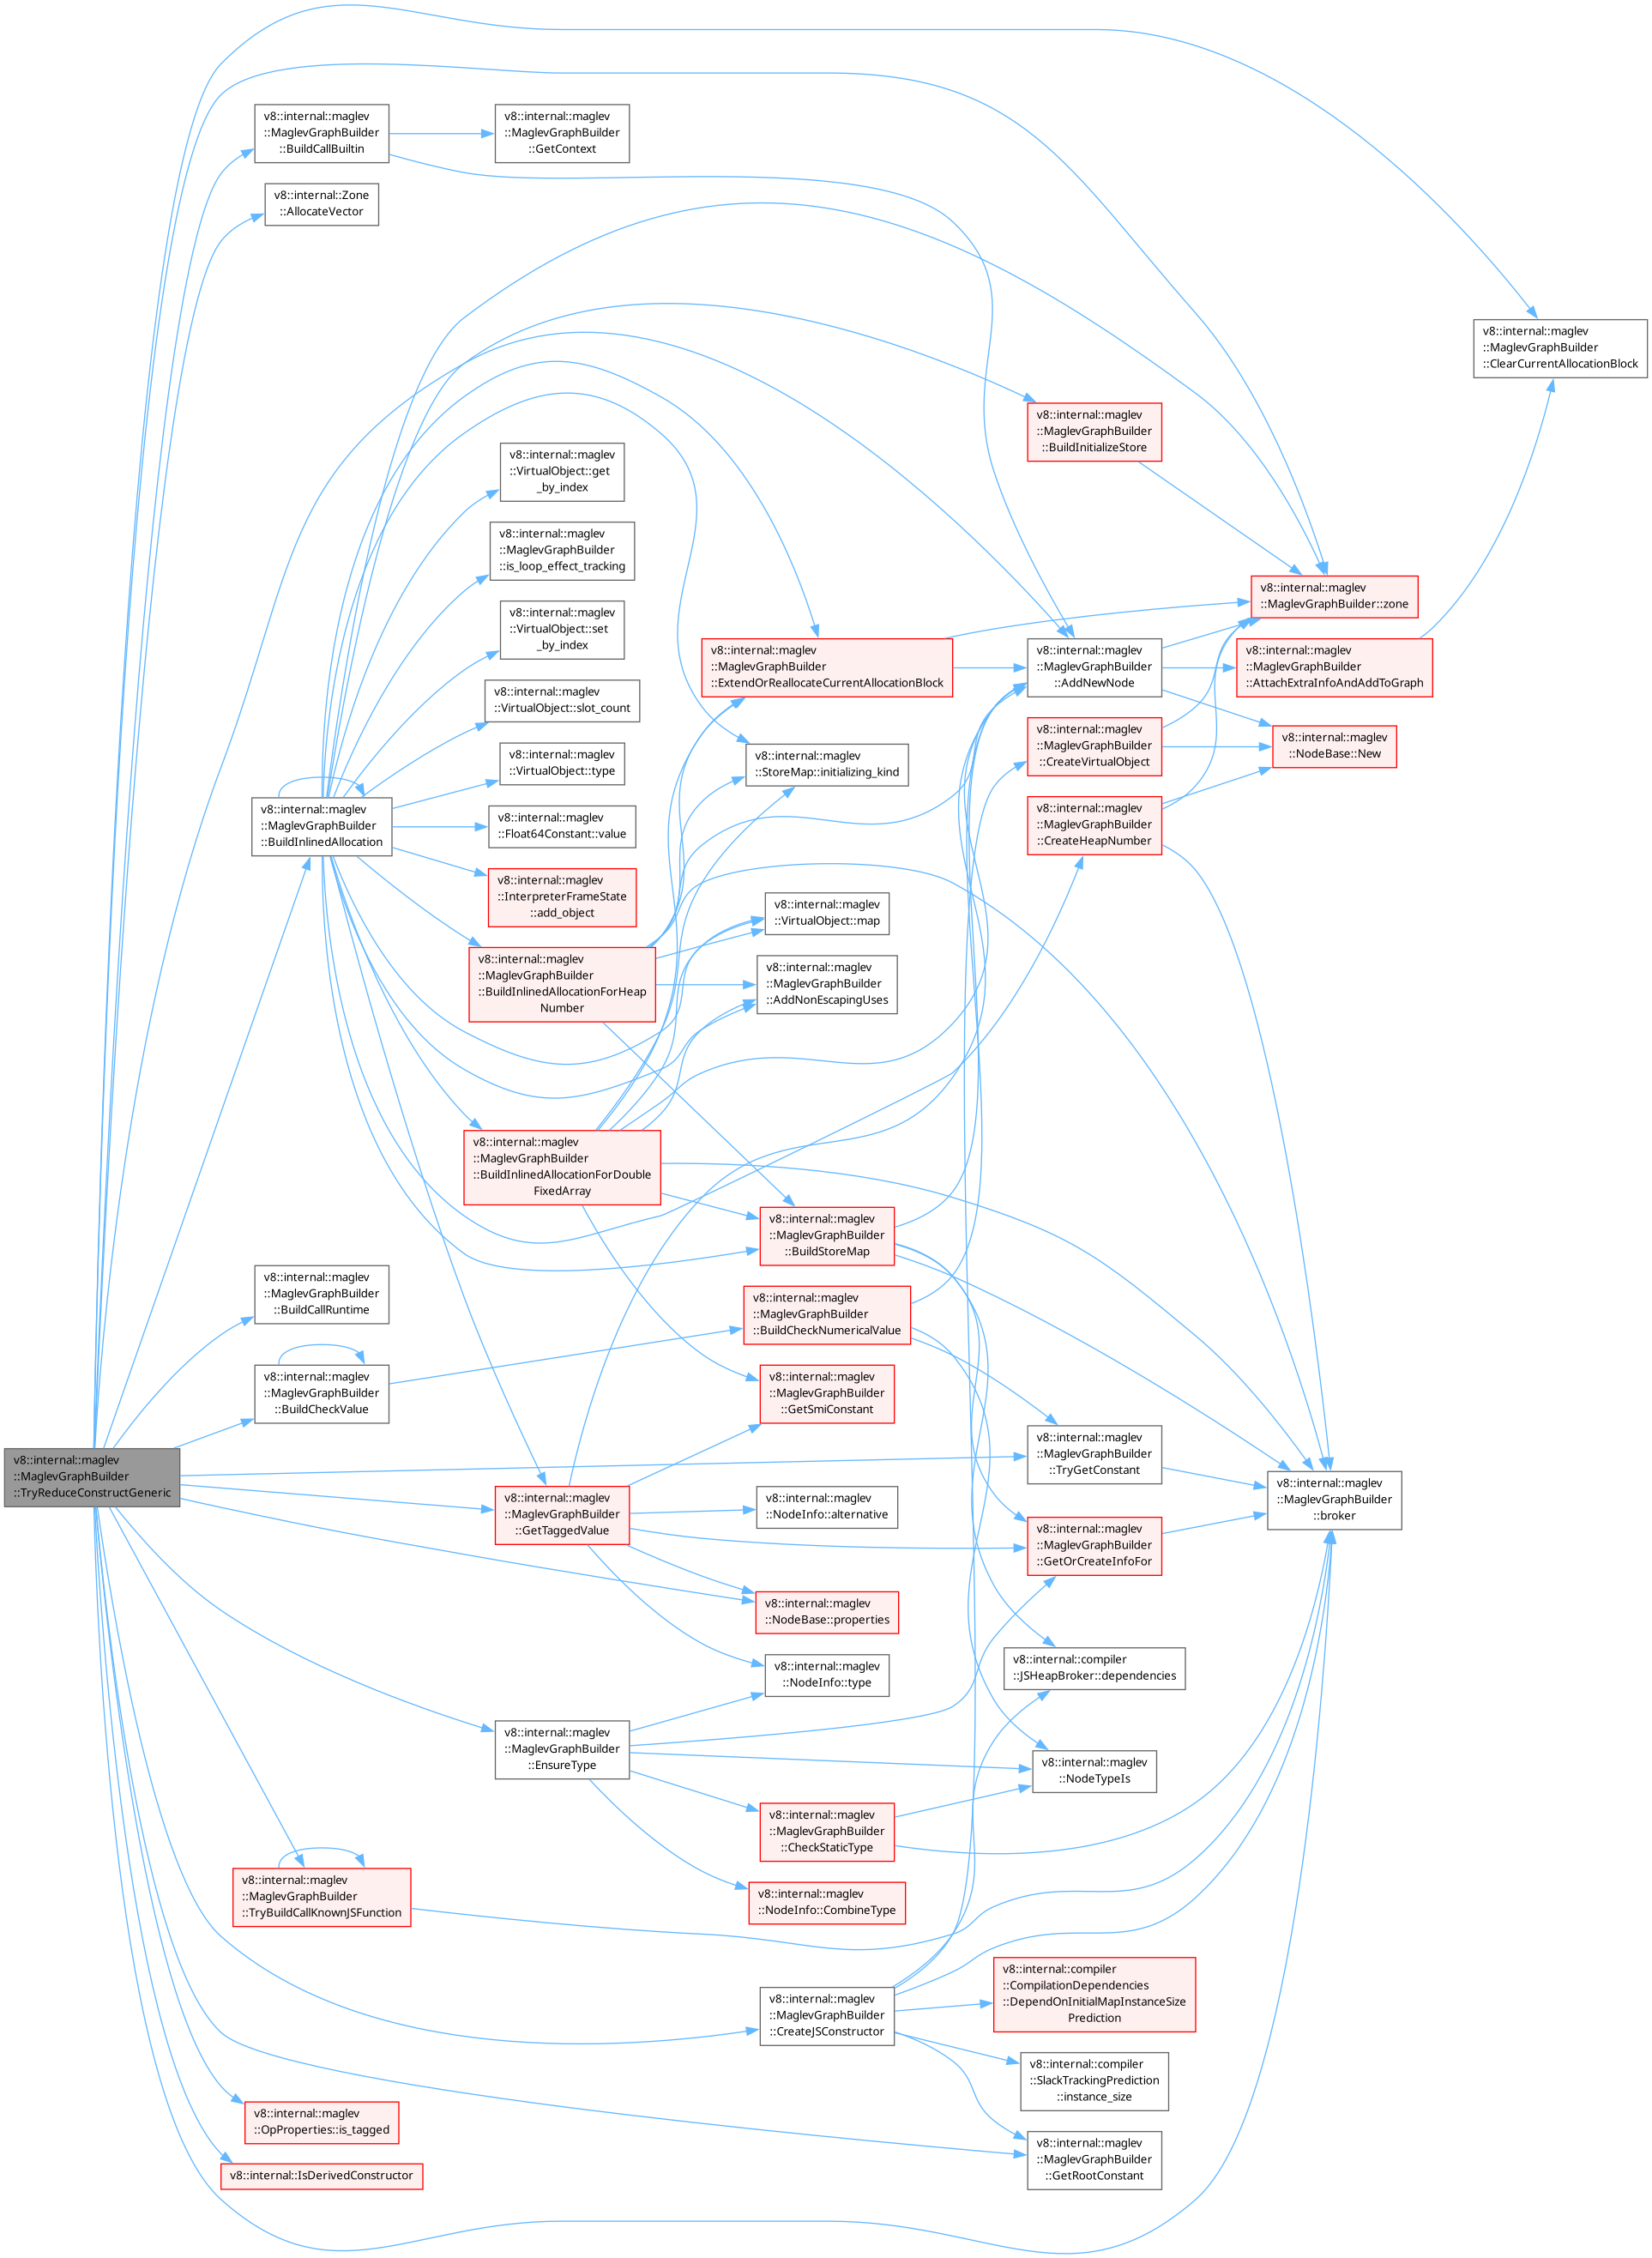 v8::internal::maglev
::MaglevGraphBuilder
::BuildCallBuiltin
v8::internal::maglev
::MaglevGraphBuilder
::GetContext
v8::internal::Zone
::AllocateVector
v8::internal::maglev
::MaglevGraphBuilder
::ClearCurrentAllocationBlock
v8::internal::maglev
::MaglevGraphBuilder
::BuildInitializeStore
v8::internal::maglev
::VirtualObject::get
_by_index
v8::internal::maglev
::MaglevGraphBuilder
::is_loop_effect_tracking
v8::internal::maglev
::MaglevGraphBuilder::zone
v8::internal::maglev
::VirtualObject::set
_by_index
v8::internal::maglev
::MaglevGraphBuilder
::ExtendOrReallocateCurrentAllocationBlock
v8::internal::maglev
::MaglevGraphBuilder
::AddNewNode
v8::internal::maglev
::MaglevGraphBuilder
::AttachExtraInfoAndAddToGraph
v8::internal::maglev
::VirtualObject::slot_count
v8::internal::maglev
::MaglevGraphBuilder
::CreateVirtualObject
v8::internal::maglev
::NodeBase::New
v8::internal::maglev
::VirtualObject::type
v8::internal::maglev
::StoreMap::initializing_kind
v8::internal::maglev
::MaglevGraphBuilder
::BuildInlinedAllocation
v8::internal::maglev
::Float64Constant::value
v8::internal::maglev
::MaglevGraphBuilder
::CreateHeapNumber
v8::internal::maglev
::InterpreterFrameState
::add_object
v8::internal::maglev
::VirtualObject::map
v8::internal::maglev
::MaglevGraphBuilder
::BuildInlinedAllocationForHeap
Number
v8::internal::maglev
::MaglevGraphBuilder
::AddNonEscapingUses
v8::internal::maglev
::MaglevGraphBuilder
::BuildInlinedAllocationForDouble
FixedArray
v8::internal::maglev
::MaglevGraphBuilder
::BuildStoreMap
v8::internal::maglev
::MaglevGraphBuilder
::BuildCallRuntime
v8::internal::maglev
::MaglevGraphBuilder
::BuildCheckNumericalValue
v8::internal::maglev
::MaglevGraphBuilder
::BuildCheckValue
v8::internal::maglev
::MaglevGraphBuilder
::GetSmiConstant
v8::internal::maglev
::MaglevGraphBuilder
::TryReduceConstructGeneric
v8::internal::maglev
::MaglevGraphBuilder
::TryGetConstant
v8::internal::maglev
::MaglevGraphBuilder
::broker
v8::internal::maglev
::MaglevGraphBuilder
::GetTaggedValue
v8::internal::maglev
::NodeInfo::alternative
v8::internal::maglev
::MaglevGraphBuilder
::GetOrCreateInfoFor
v8::internal::maglev
::NodeBase::properties
v8::internal::maglev
::NodeInfo::type
v8::internal::compiler
::JSHeapBroker::dependencies
v8::internal::maglev
::MaglevGraphBuilder
::EnsureType
v8::internal::maglev
::NodeTypeIs
v8::internal::maglev
::MaglevGraphBuilder
::CheckStaticType
v8::internal::maglev
::MaglevGraphBuilder
::TryBuildCallKnownJSFunction
v8::internal::maglev
::NodeInfo::CombineType
v8::internal::maglev
::MaglevGraphBuilder
::CreateJSConstructor
v8::internal::compiler
::CompilationDependencies
::DependOnInitialMapInstanceSize
Prediction
v8::internal::compiler
::SlackTrackingPrediction
::instance_size
v8::internal::maglev
::OpProperties::is_tagged
v8::internal::maglev
::MaglevGraphBuilder
::GetRootConstant
v8::internal::IsDerivedConstructor